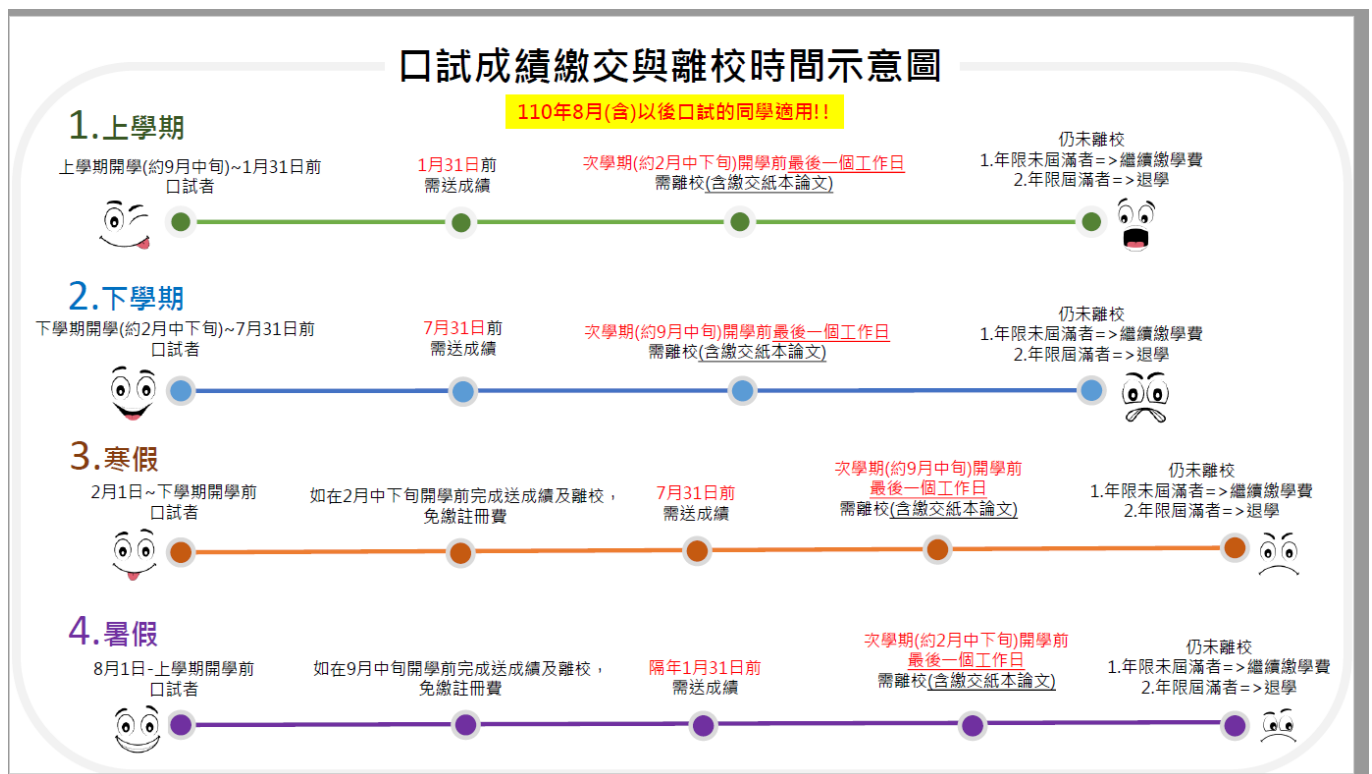 口試成績繳交與離校時間示意圖
110年8月(含)以後口試的同學適用!!
1.上學期
上學期開學(約9月中旬)~1月31日前
口試者
1月31日前
需送成績
次學期(約2月中下旬)開學前最後一個工作日
需離校(含繳交紙本論文)
仍未離校
1.年限未屆滿者=>繼續繳學費
2.年限屆滿者=>退學
2.下學期
下學期開學(約2月中下旬)~7月31日前
口試者
7月31日前
需送成績
次學期(約9月中旬)開學前最後一個工作日
需離校(含繳交紙本論文)
仍未離校
1.年限未屆滿者=>繼續繳學費
2.年限屆滿者=>退學
3.寒假
2月1日~下學期開學前
口試者
如在2月中下旬開學前完成送成績及離校，
免繳註冊費
7月31日前
需送成績
次學期(約9月中旬)開學前
最後一個工作日
需離校(含繳交紙本論文)
仍未離校
1.年限未屆滿者=>繼續繳學費
2.年限屆滿者=>退學
4.暑假
8月1日-上學期開學前
口試者
如在9月中旬開學前完成送成績及離校，
免繳註冊費
隔年1月31日前
需送成績
次學期(約2月中下旬)開學前
最後一個工作日
需離校(含繳交紙本論文)
仍未離校
1.年限未屆滿者=>繼續繳學費
2.年限屆滿者=>退學